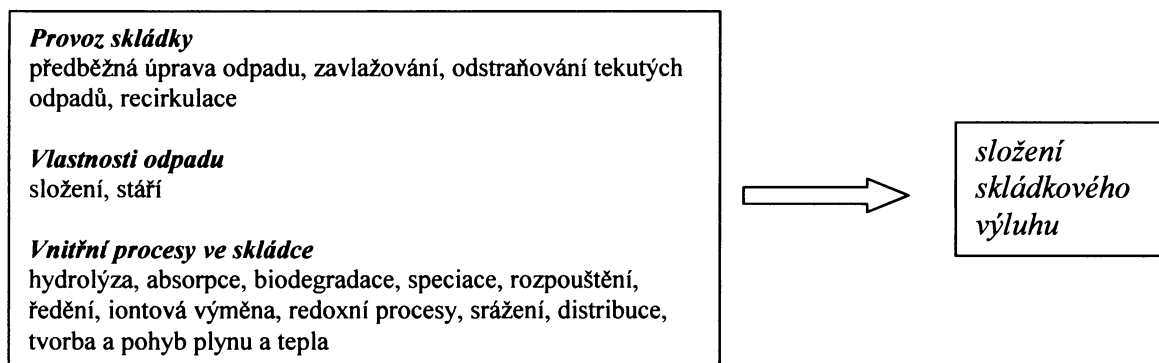 Provoz skládky
předběžná úprava odpadu, zavlažování, odstraňování tekutých
odpadů, recirkulace
Vlastnosti odpadu
složení, stáří
Vnitřní procesy ve skládce
hydrolýza, absorpce, biodegradace, speciace, rozpouštění,
ředění, iontová výměna, redoxní procesy, srážení, distribuce,
tvorba a pohyb plynu a tepla
složení
skládkového
výluhu